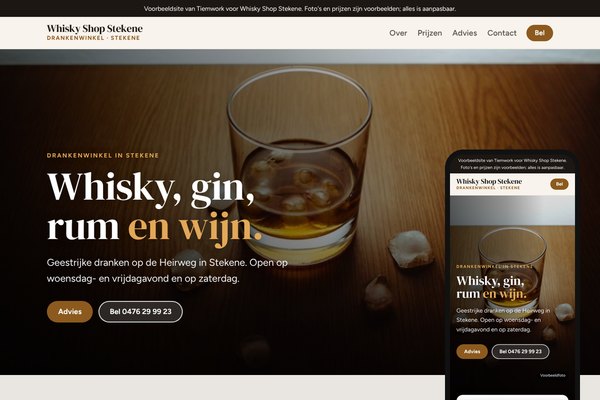 Voorbeeldsite van Tiemwork voor Whisky Shop Stekene. Foto's en prijzen zijn voorbeelden; alles is aanpasbaar.
Whisky Shop Stekene
DRANKENWINKEL · STEKENE
Over Prijzen Advies Contact Bel
DRANKENWINKEL IN STEKENE
Whisky, gin,
rum en wijn.
Geestrijke dranken op de Heirweg in Stekene. Open op
woensdag- en vrijdagavond en op zaterdag.
Advies Bel 0476 29 99 23
Voorbeeldsite van Tiemwork voor Whisky Shop Stekene.
Foto's en prijzen zijn voorbeelden; alles is aanpasbaar.
Whisky Shop Stekene
DRANKENWINKEL · STEKENE
Bel
DRANKENWINKEL IN STEKENE
Whisky, gin,
rum en wijn.
Geestrijke dranken op de Heirweg in
Stekene. Open op woensdag- en
vrijdagavond en op zaterdag.
Advies Bel 0476 29 99 23
Voorbeeldfoto